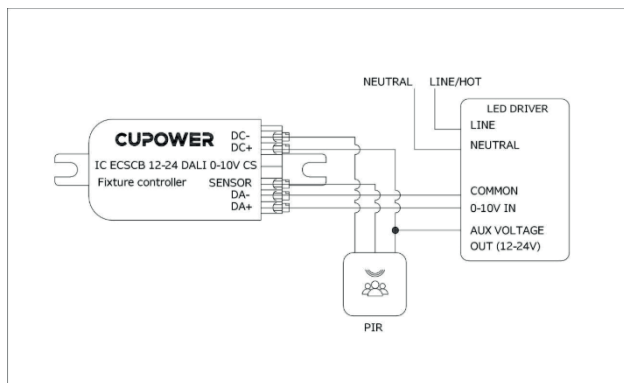 NEUTRAL LINE/HOT
LED DRIVER
LINE
NEUTRAL
COMMON
0-10V IN
AUX VOLTAGE
OUT (12-24V)
CUPOWER
IC ECSCB 12-24 DALI 0-10V CS
Fixture controller
DC-
DC+
SENSOR
DA-
DA+
PIR